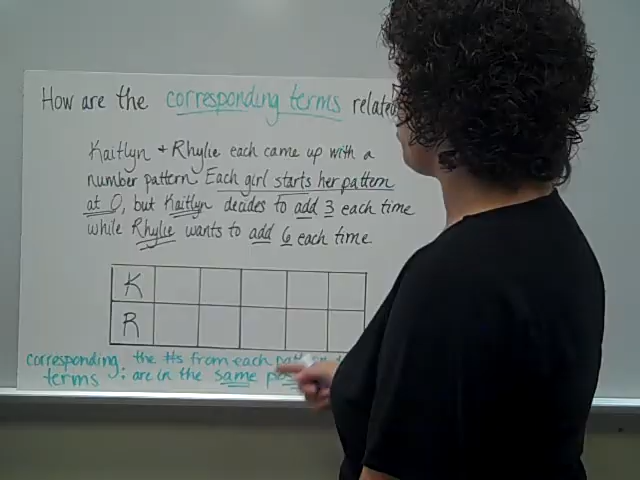 How are the corresponding terms related
Kaitlyn + Rhylie each came up with a
number pattern. Each girl starts her pattern
at 0, but Kaitlyn decides to add 3 each time
while Rhylie wants to add 6 each time.
K
R
corresponding terms: the #s from each
are in the same